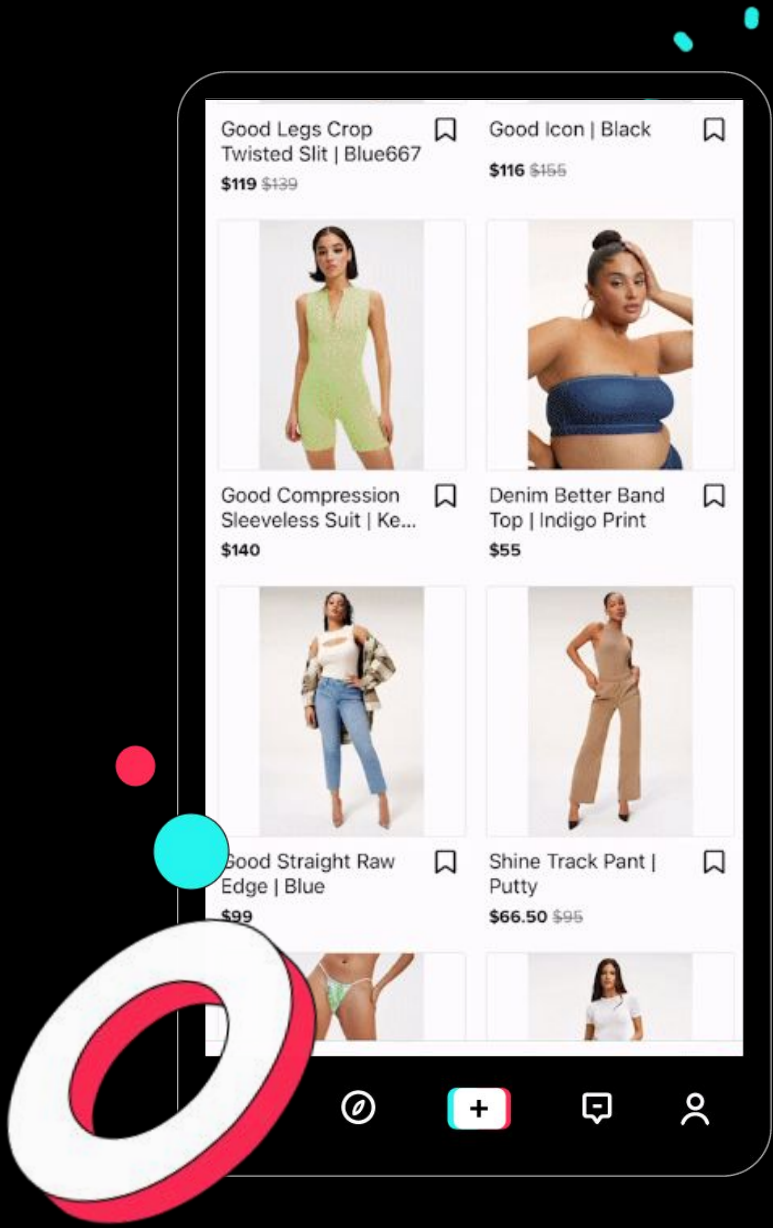 Good Legs Crop
Twisted Slit | Blue667
$119 $139
Good Icon | Black
$116 $155
Good Compression
Sleeveless Suit | Ke...
$140
Denim Better Band
Top | Indigo Print
$55
Good Straight Raw
Edge | Blue
$99
Shine Track Pant |
Putty
$66.50 $95